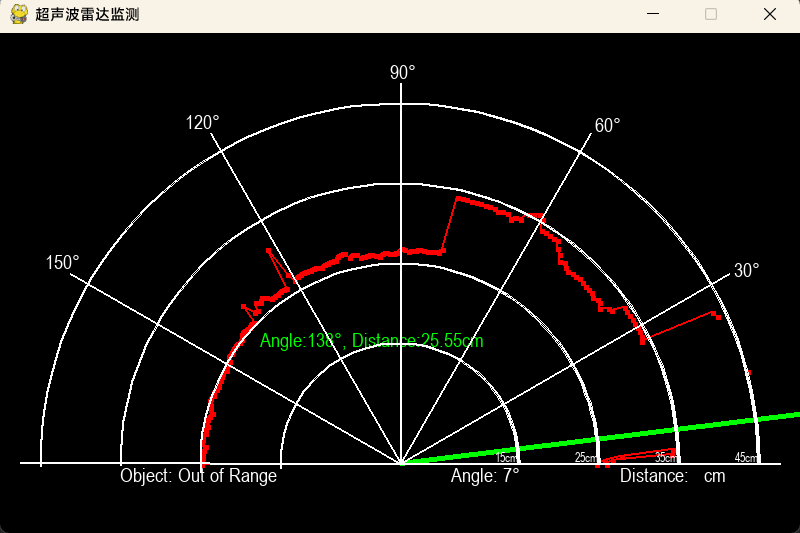 超声波雷达监测
90°
120°
60°
150°
30°
Angle:138°, Distance:25.55cm
15cm
25cm
35cm
45cm
Object: Out of Range
Angle: 7°
Distance: cm